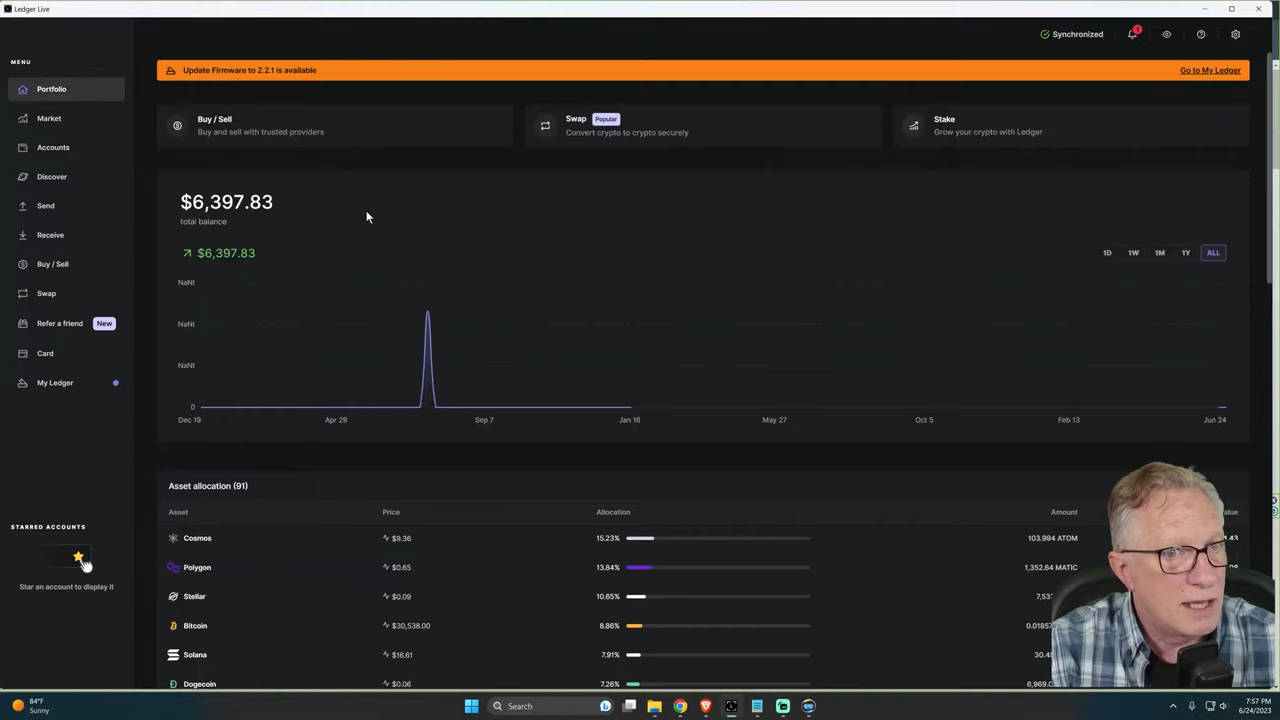 Ledger Live
Synchronized
1
MENU
Update Firmware to 2.2.1 is available
Go to My Ledger
Portfolio
Market
Accounts
Discover
Send
Receive
Buy / Sell
Swap
Refer a friend New
Card
My Ledger
Buy / Sell
Buy and sell with trusted providers
Swap Popular
Convert crypto to crypto securely
Stake
Grow your crypto with Ledger
$6,397.83
total balance
$6,397.83
1D 1W 1M 1Y ALL
NaNt
NaNt
NaNt
0
Dec 19 Apr 29 Sep 7 Jan 16 May 27 Oct 5 Feb 13 Jun 24
STARRED ACCOUNTS
Star an account to display it
Asset allocation (91)
Asset Price Allocation Amount
Cosmos $9.36 15.23% 103.994 ATOM
Polygon $0.65 13.84% 1,352.64 MATIC
Stellar $0.09 10.65%
Bitcoin $30,538.00 8.86%
Solana $16.61 7.91%
Dogecoin $0.06 7.26%
84°F
Sunny
Search
7:57 PM
6/24/2023